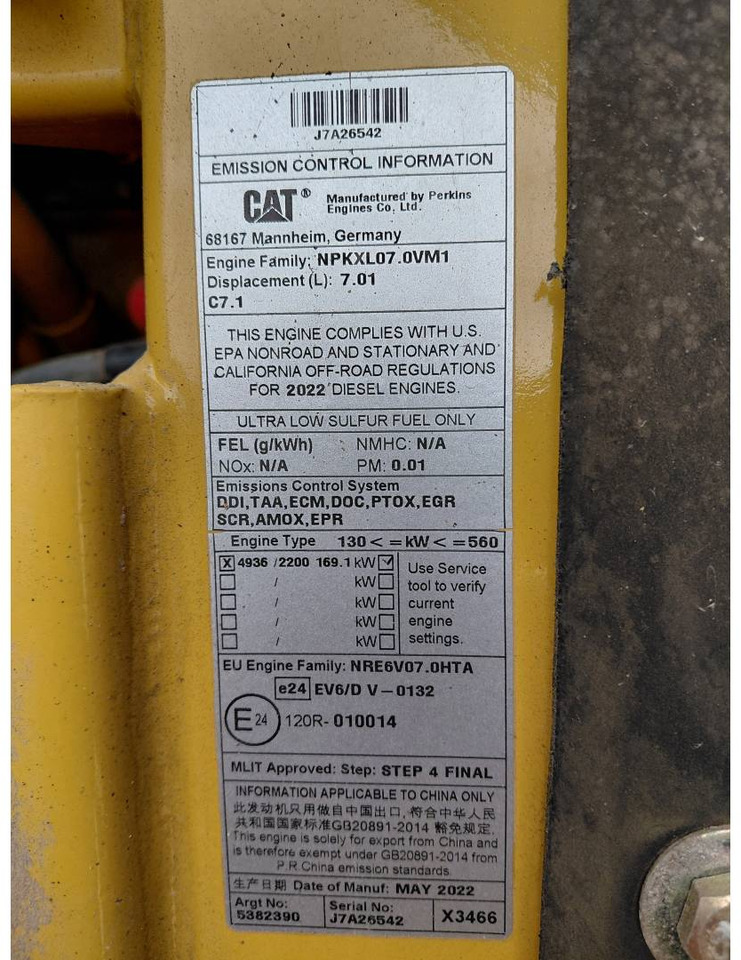 J7A26542
EMISSION CONTROL INFORMATION
CAT®
Manufactured by Perkins
Engines Co. Ltd.
68167 Mannheim, Germany
Engine Family: NPKXL07.0VM1
Displacement (L): 7.01
C7.1
THIS ENGINE COMPLIES WITH U.S.
EPA NONROAD AND STATIONARY AND
CALIFORNIA OFF-ROAD REGULATIONS
FOR 2022 DIESEL ENGINES.
ULTRA LOW SULFUR FUEL ONLY
FEL (g/kWh) NMHC: N/A
NOx: N/A PM: 0.01
Emissions Control System
DDI,TAA,ECM,DOC,PTOX,EGR
SCR,AMOX,EPR
Engine Type 130 < =kW < =560
X 4936 /2200 169.1 kW
/ kW
/ kW
/ kW
/ kW
Use Service
tool to verify
current
engine
settings.
EU Engine Family: NRE6V07.0HTA
e24 EV6/D V-0132
E24 120R-010014
MLIT Approved: Step: STEP 4 FINAL
INFORMATION APPLICABLE TO CHINA ONLY
此发动机只用做自中国出口,符合中华人民
共和国国家标准GB20891-2014 豁免规定.
This engine is solely for export from China and
is therefore exempt under GB20891-2014 from
P.R.China emission standards.
生产日期 Date of Manuf: MAY 2022
Argt No:
5382390
Serial No:
J7A26542
X3466